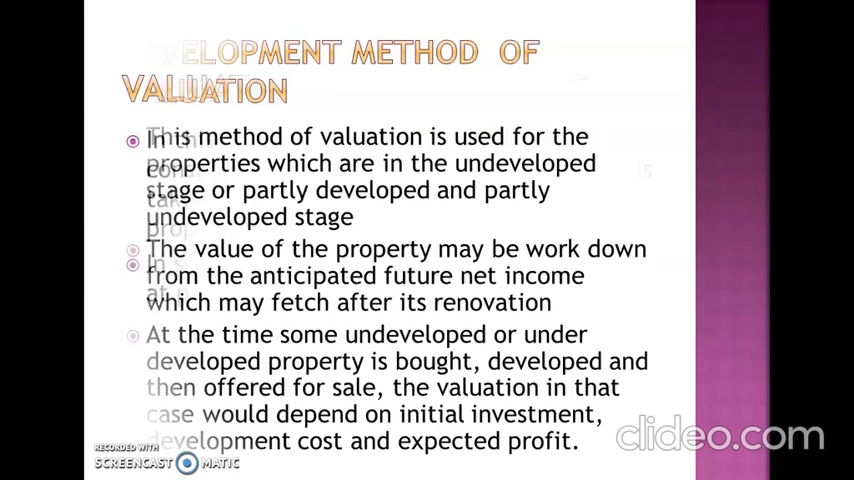 ELOPMENT METHOD OF
VALUATION
This method of valuation is used for the
properties which are in the undeveloped
stage or partly developed and partly
undeveloped stage
The value of the property may be work down
from the anticipated future net income
which may fetch after its renovation
At the time some undeveloped or under
developed property is bought, developed and
then offered for sale, the valuation in that
case would depend on initial investment,
development cost and expected profit.
RECORDED WITH
SCREENCAST MATIC
clideo.com